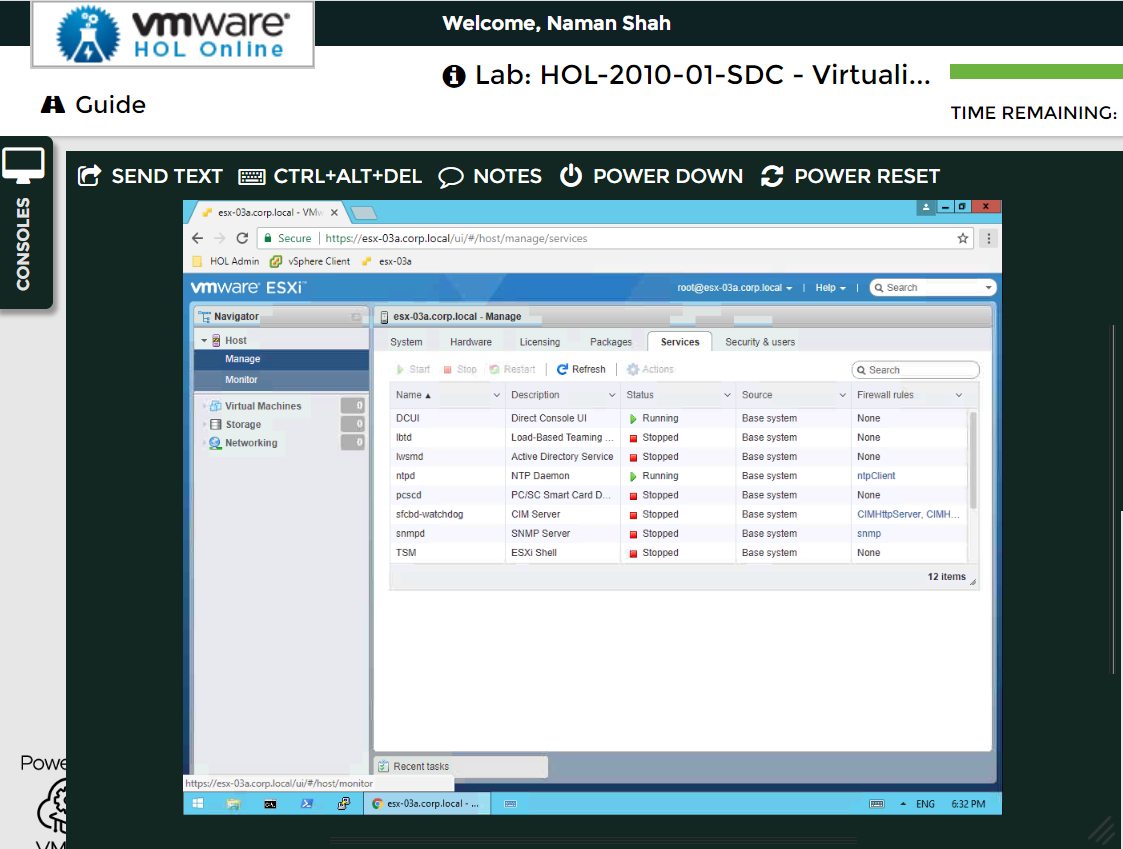 vmware®
HOL Online
Welcome, Naman Shah
Lab: HOL-2010-01-SDC - Virtuali...
Guide
TIME REMAINING:
CONSOLES
SEND TEXT CTRL+ALT+DEL NOTES POWER DOWN POWER RESET
esx-03a.corp.local - VMw
Secure https://esx-03a.corp.local/ui/#/host/manage/services
HOL Admin vSphere Client esx-03a
vmware® ESXi™
root@esx-03a.corp.local Help Search
Navigator
esx-03a.corp.local - Manage
Host
Manage
Monitor
Virtual Machines 0
Storage 0
Networking 0
System Hardware Licensing Packages Services Security & users
Start Stop Restart Refresh Actions Search
Name Description Status Source Firewall rules
DCUI Direct Console UI Running Base system None
lbtd Load-Based Teaming ... Stopped Base system None
lwsmd Active Directory Service Stopped Base system None
ntpd NTP Daemon Running Base system ntpClient
pcscd PC/SC Smart Card D... Stopped Base system None
sfcbd-watchdog CIM Server Stopped Base system CIMHttpServer, CIMH...
snmpd SNMP Server Stopped Base system snmp
TSM ESXi Shell Stopped Base system None
12 items
Recent tasks
https://esx-03a.corp.local/ui/#/host/monitor
esx-03a.corp.local - ...
ENG 6:32 PM
Powe
VM